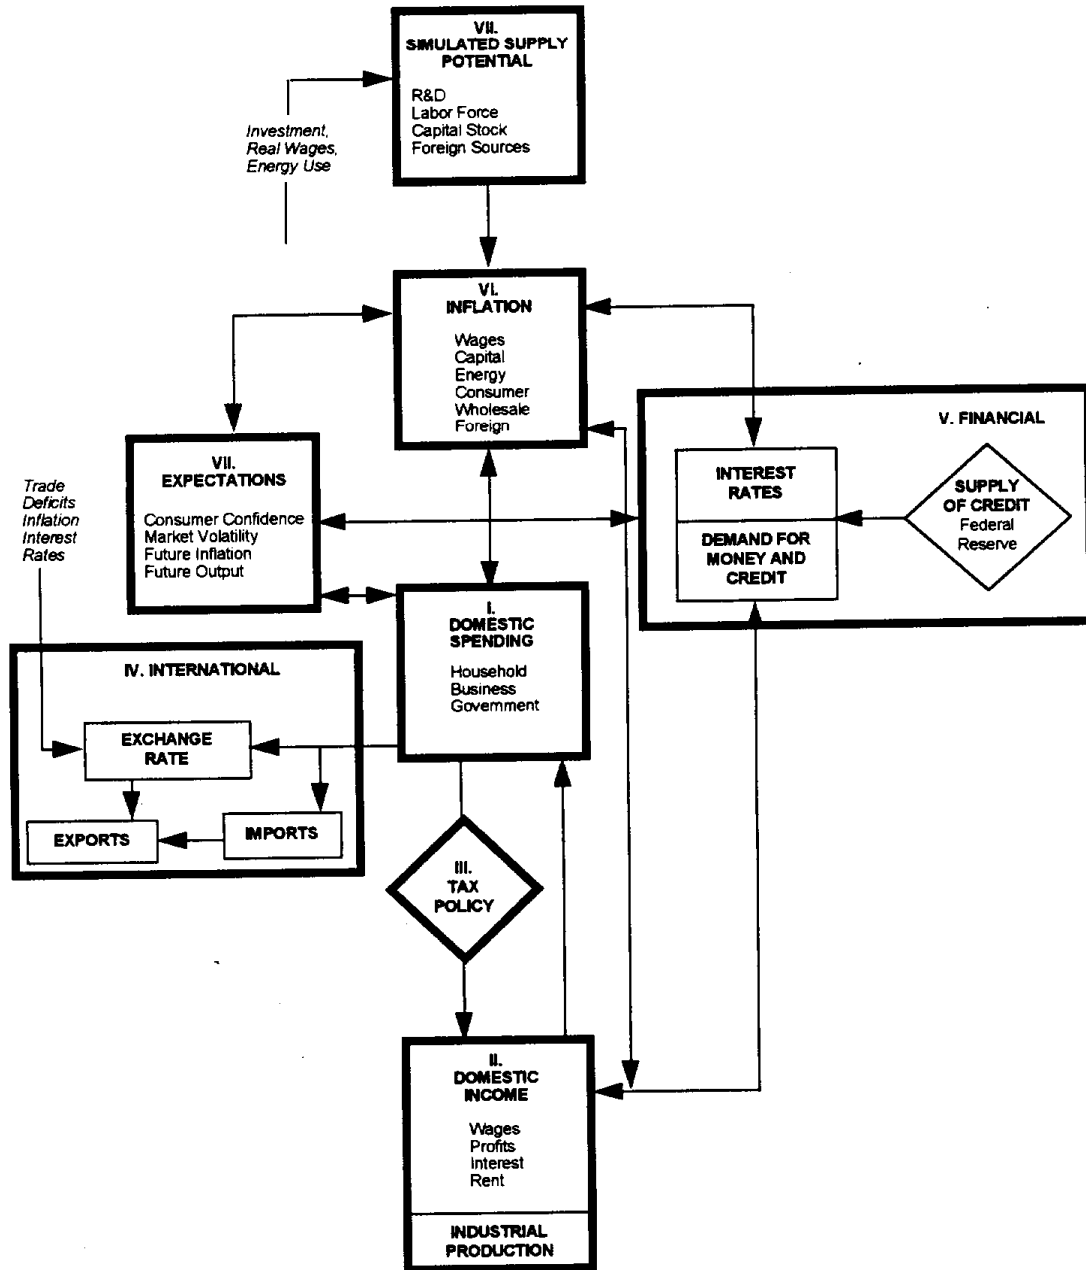 VII.
SIMULATED SUPPLY
POTENTIAL
R&D
Labor Force
Capital Stock
Foreign Sources
Investment,
Real Wages,
Energy Use
VI.
INFLATION
Wages
Capital
Energy
Consumer
Wholesale
Foreign
V. FINANCIAL
INTEREST
RATES
DEMAND FOR
MONEY AND
CREDIT
SUPPLY
OF CREDIT
Federal
Reserve
VII.
EXPECTATIONS
Consumer Confidence
Market Volatility
Future Inflation
Future Output
Trade
Deficits
Inflation
Interest
Rates
I.
DOMESTIC
SPENDING
Household
Business
Government
IV. INTERNATIONAL
EXCHANGE
RATE
EXPORTS
IMPORTS
III.
TAX
POLICY
II.
DOMESTIC
INCOME
Wages
Profits
Interest
Rent
INDUSTRIAL
PRODUCTION